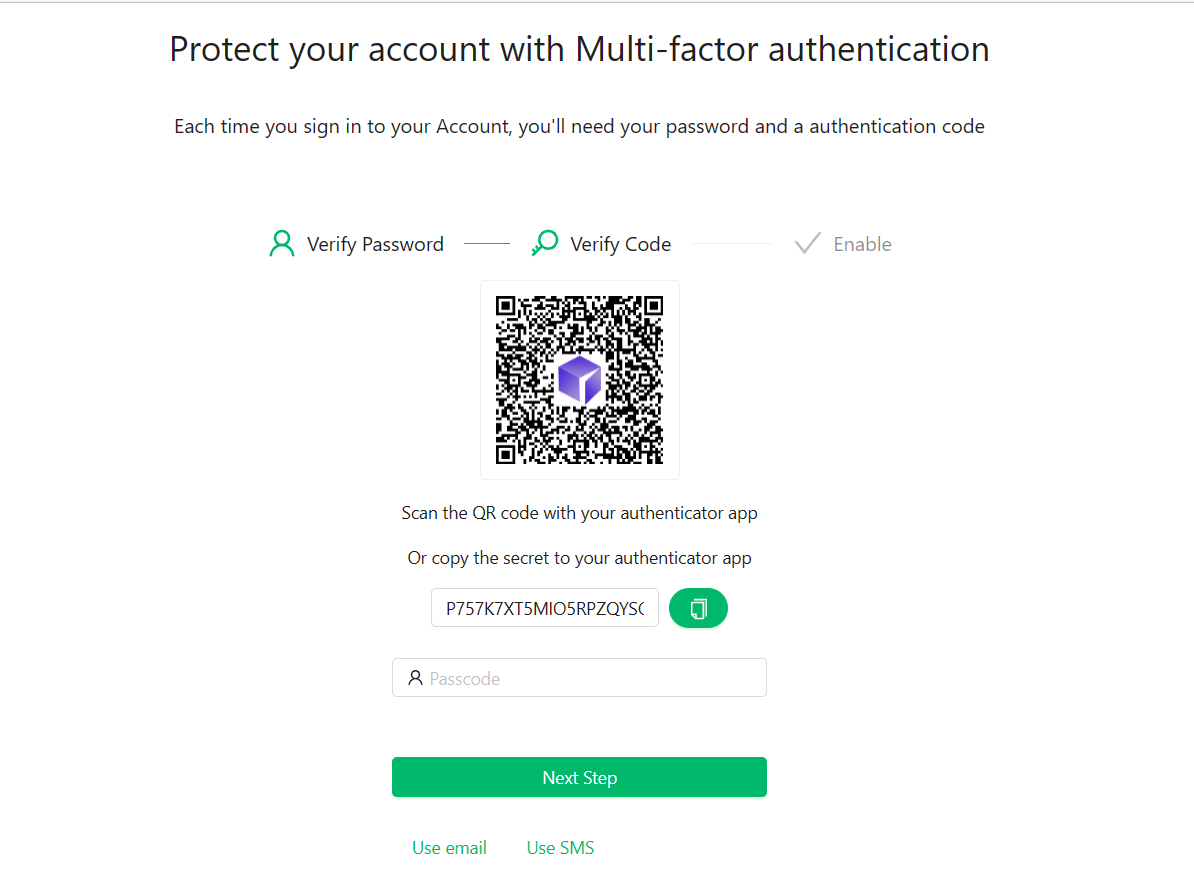 Protect your account with Multi-factor authentication
Each time you sign in to your Account, you'll need your password and a authentication code
Verify Password
Verify Code
Enable
Scan the QR code with your authenticator app
Or copy the secret to your authenticator app
P757K7XT5MIO5RPZQYS
Passcode
Next Step
Use email
Use SMS